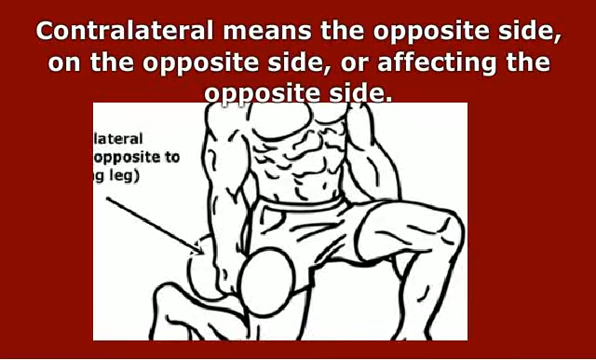 Contralateral means the opposite side,
on the opposite side, or affecting the
opposite side.
lateral
opposite to
g leg)